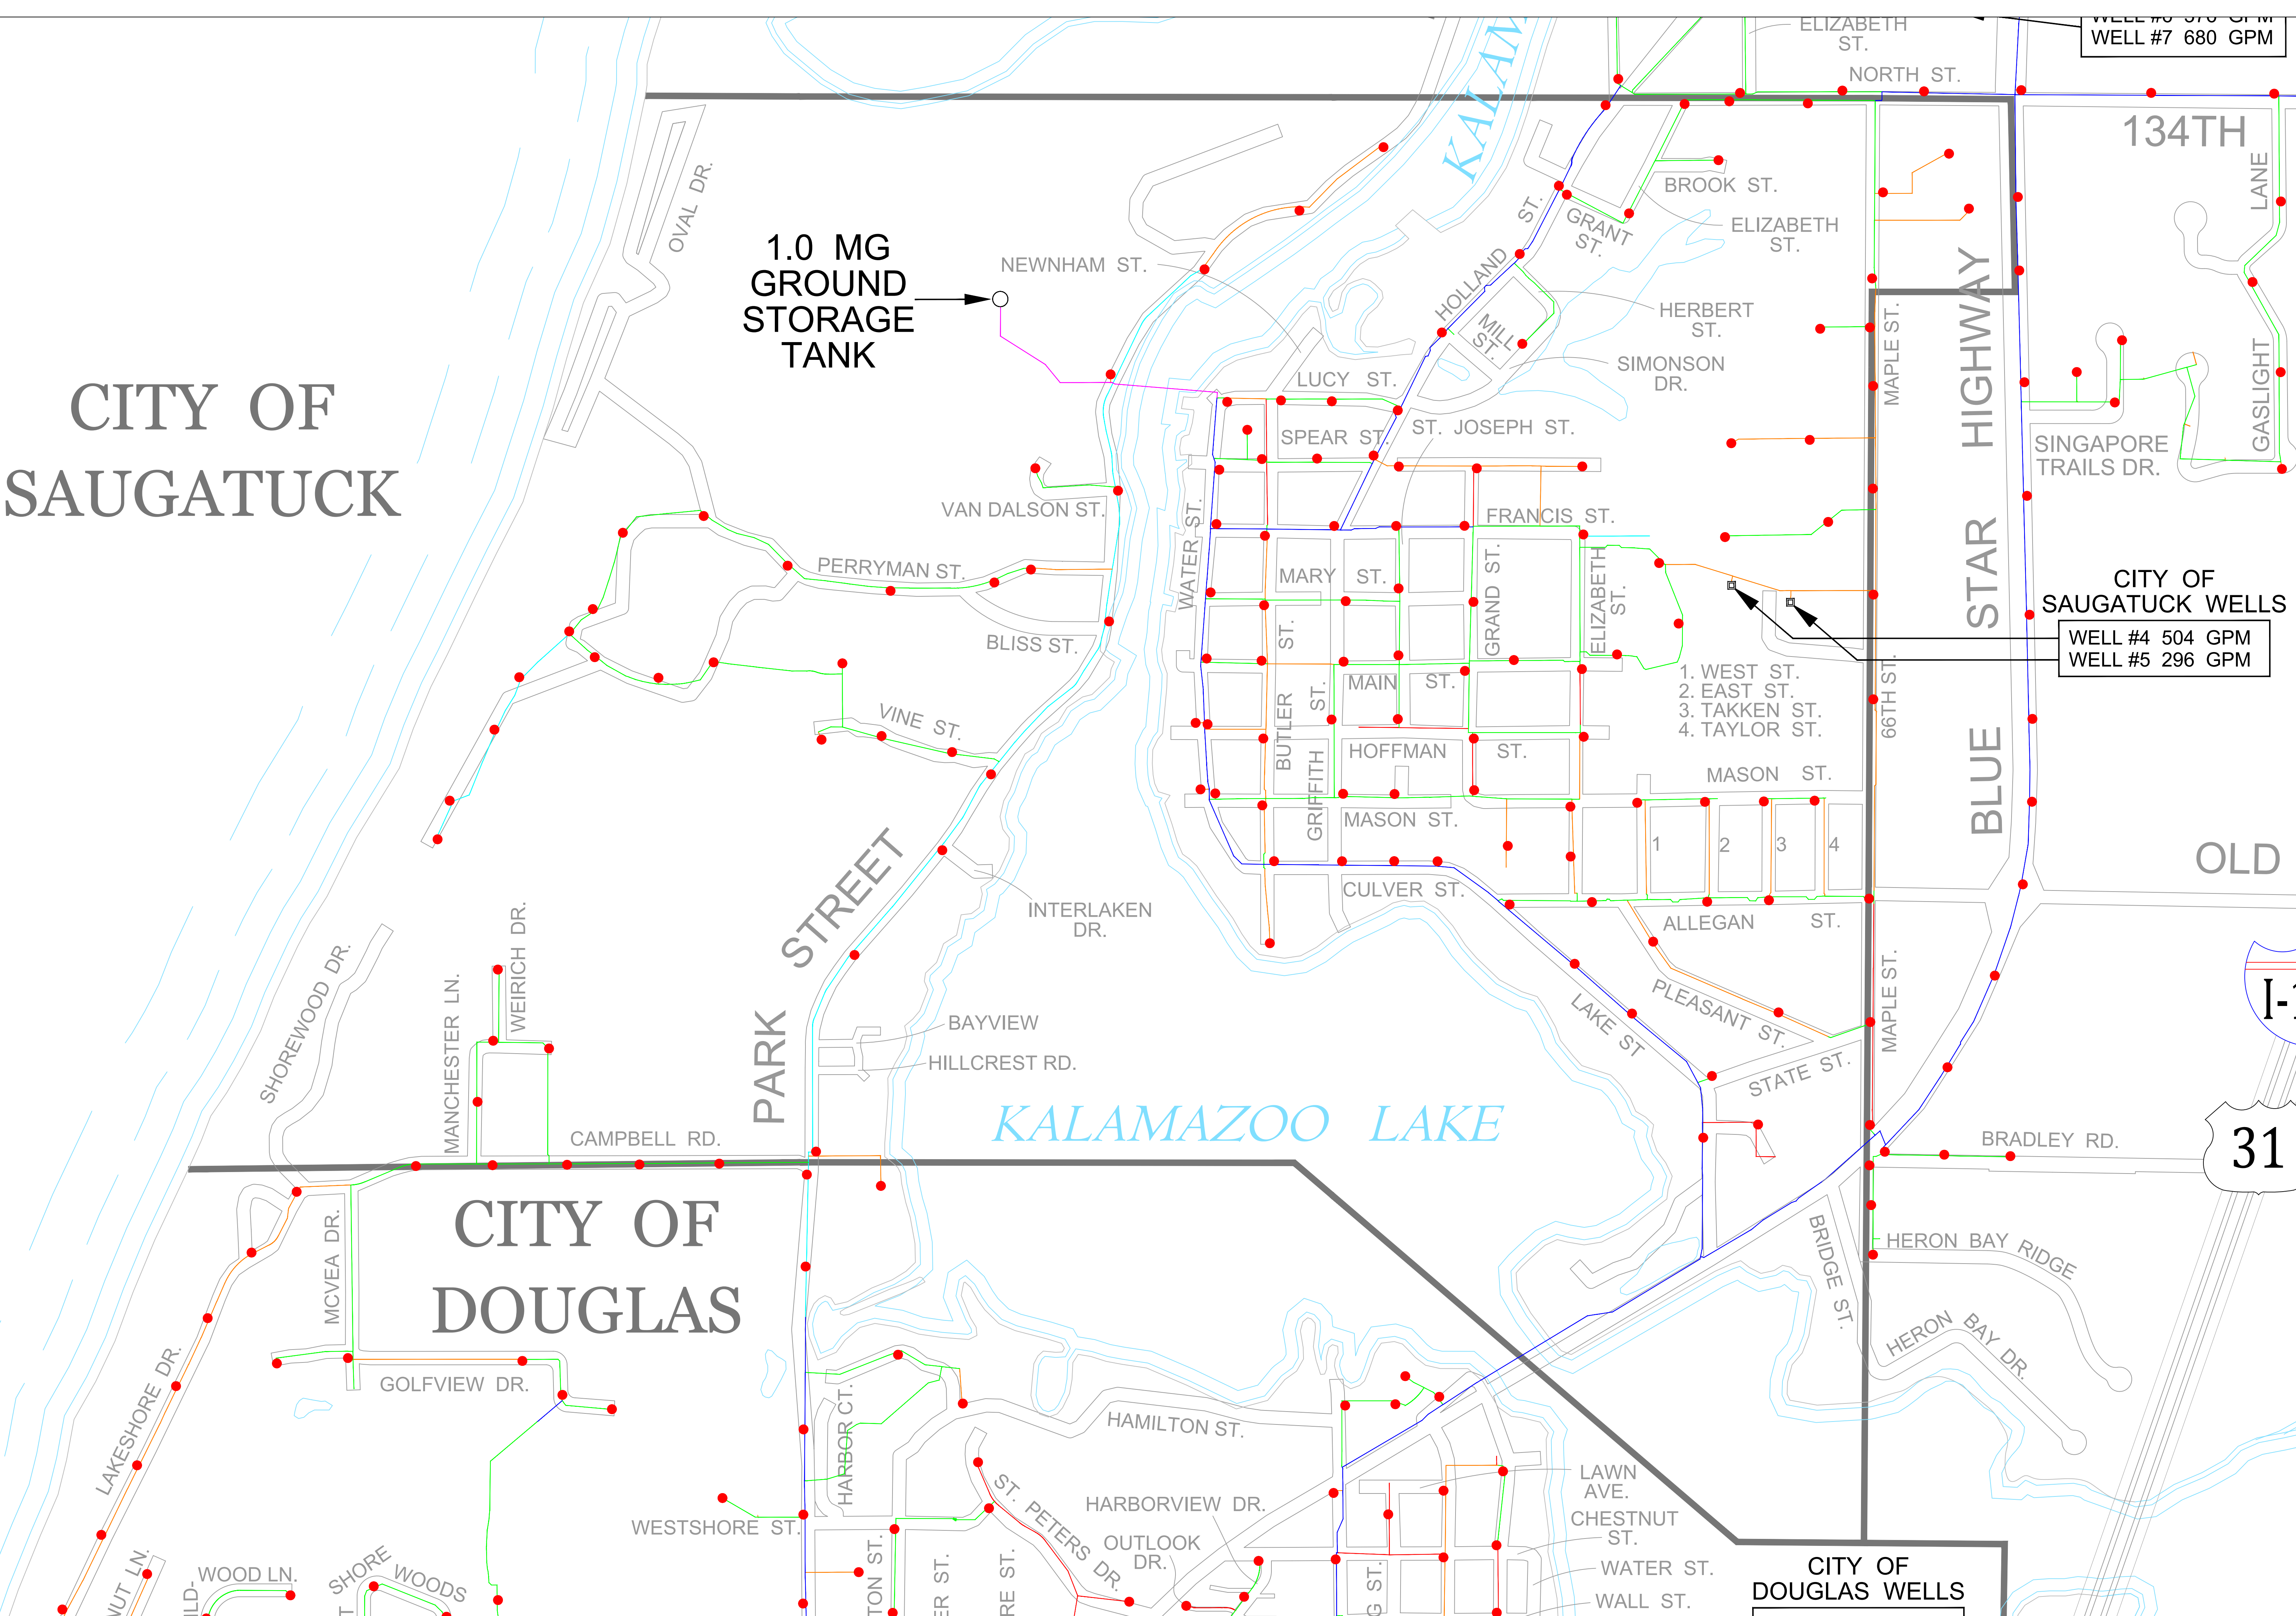 ELIZABETH
ST.
WELL #7 680 GPM
NORTH ST.
134TH
OVAL DR.
BROOK ST.
LANE
1.0 MG
GROUND
STORAGE
TANK
NEWNHAM ST.
HOLLAND ST.
GRANT
ST.
ELIZABETH
ST.
HERBERT
ST.
MILL
ST.
SIMONSON
DR.
MAPLE ST.
BLUE STAR HIGHWAY
GASLIGHT
CITY OF
SAUGATUCK
LUCY ST.
SPEAR ST.
ST. JOSEPH ST.
SINGAPORE
TRAILS DR.
VAN DALSON ST.
WATER ST.
FRANCIS ST.
PERRYMAN ST.
MARY ST.
GRAND ST.
ELIZABETH
ST.
CITY OF
SAUGATUCK WELLS
WELL #4 504 GPM
WELL #5 296 GPM
BLISS ST.
MAIN ST.
1. WEST ST.
2. EAST ST.
3. TAKKEN ST.
4. TAYLOR ST.
66TH ST.
VINE ST.
BUTLER ST.
GRIFFITH ST.
HOFFMAN ST.
MASON ST.
MASON ST.
1
2
3
4
OLD
CULVER ST.
INTERLAKEN
DR.
ALLEGAN ST.
PARK STREET
SHOREWOOD DR.
MANCHESTER LN.
WEIRICH DR.
LAKE ST
PLEASANT ST.
MAPLE ST.
BAYVIEW
HILLCREST RD.
STATE ST.
KALAMAZOO LAKE
CAMPBELL RD.
BRADLEY RD.
31
CITY OF
DOUGLAS
MCVEA DR.
BRIDGE ST.
HERON BAY RIDGE
HERON BAY DR.
LAKESHORE DR.
GOLFVIEW DR.
HARBOR CT.
HAMILTON ST.
LAWN
AVE.
WESTSHORE ST.
ST. PETERS DR.
HARBORVIEW DR.
OUTLOOK
DR.
CHESTNUT
ST.
WATER ST.
WALL ST.
WOOD LN.
SHORE WOODS
CITY OF
DOUGLAS WELLS